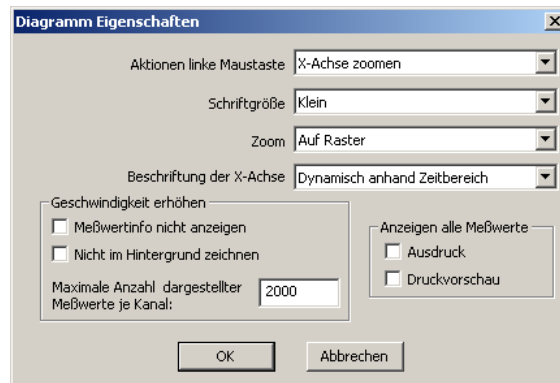 Diagramm Eigenschaften
Aktionen linke Maustaste X-Achse zoomen
Schriftgröße Klein
Zoom Auf Raster
Beschriftung der X-Achse Dynamisch anhand Zeitbereich
Geschwindigkeit erhöhen
Meßwertinfo nicht anzeigen
Nicht im Hintergrund zeichnen
Maximale Anzahl dargestellter
Meßwerte je Kanal:
2000
Anzeigen alle Meßwerte
Ausdruck
Druckvorschau
OK Abbrechen